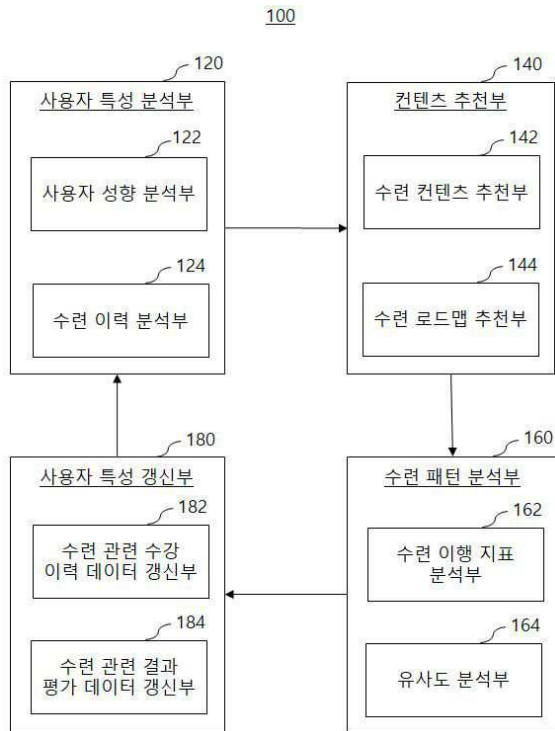 100
120
사용자 특성 분석부
122
사용자 성향 분석부
124
수련 이력 분석부
140
컨텐츠 추천부
142
수련 컨텐츠 추천부
144
수련 로드맵 추천부
180
사용자 특성 갱신부
182
수련 관련 수강
이력 데이터 갱신부
184
수련 관련 결과
평가 데이터 갱신부
160
수련 패턴 분석부
162
수련 이행 지표
분석부
164
유사도 분석부